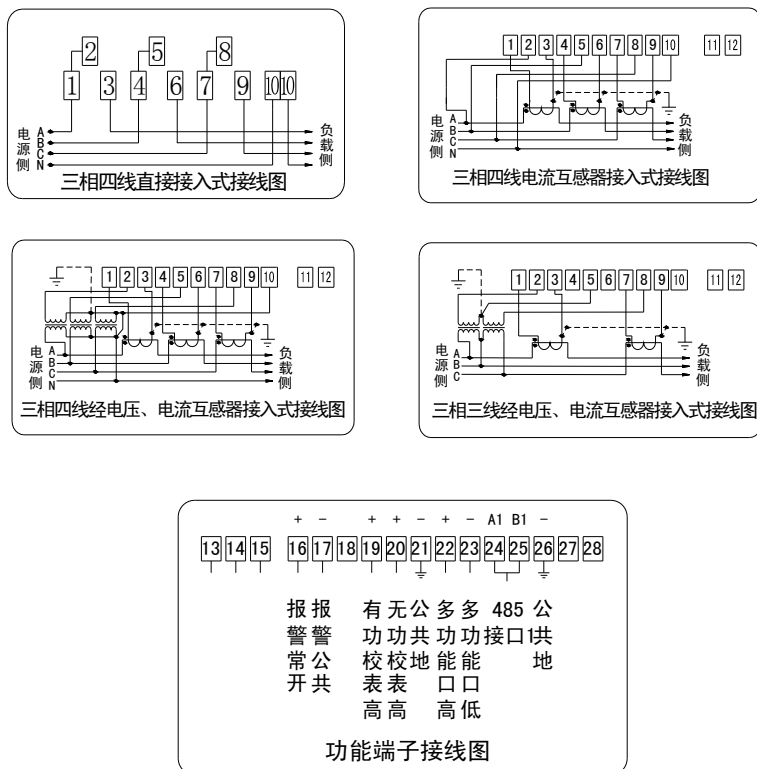 2 5 8
1 3 4 6 7 9 10 10
电源侧
A
B
C
N
负载侧
三相四线直接接入式接线图
1 2 3 4 5 6 7 8 9 10 11 12
电源侧
A
B
C
N
负载侧
三相四线电流互感器接入式接线图
1 2 3 4 5 6 7 8 9 10 11 12
电源侧
A
B
C
N
负载侧
三相四线经电压、电流互感器接入式接线图
1 2 3 4 5 6 7 8 9 10 11 12
电源侧
A
B
C
负载侧
三相三线经电压、电流互感器接入式接线图
+ − + + − + − A1 B1 −
13 14 15 16 17 18 19 20 21 22 23 24 25 26 27 28
报警常开
报警公共
有功校表高
无功校表高
公共地
多功能口高
多功能口低
485
接口1
公共地
功能端子接线图